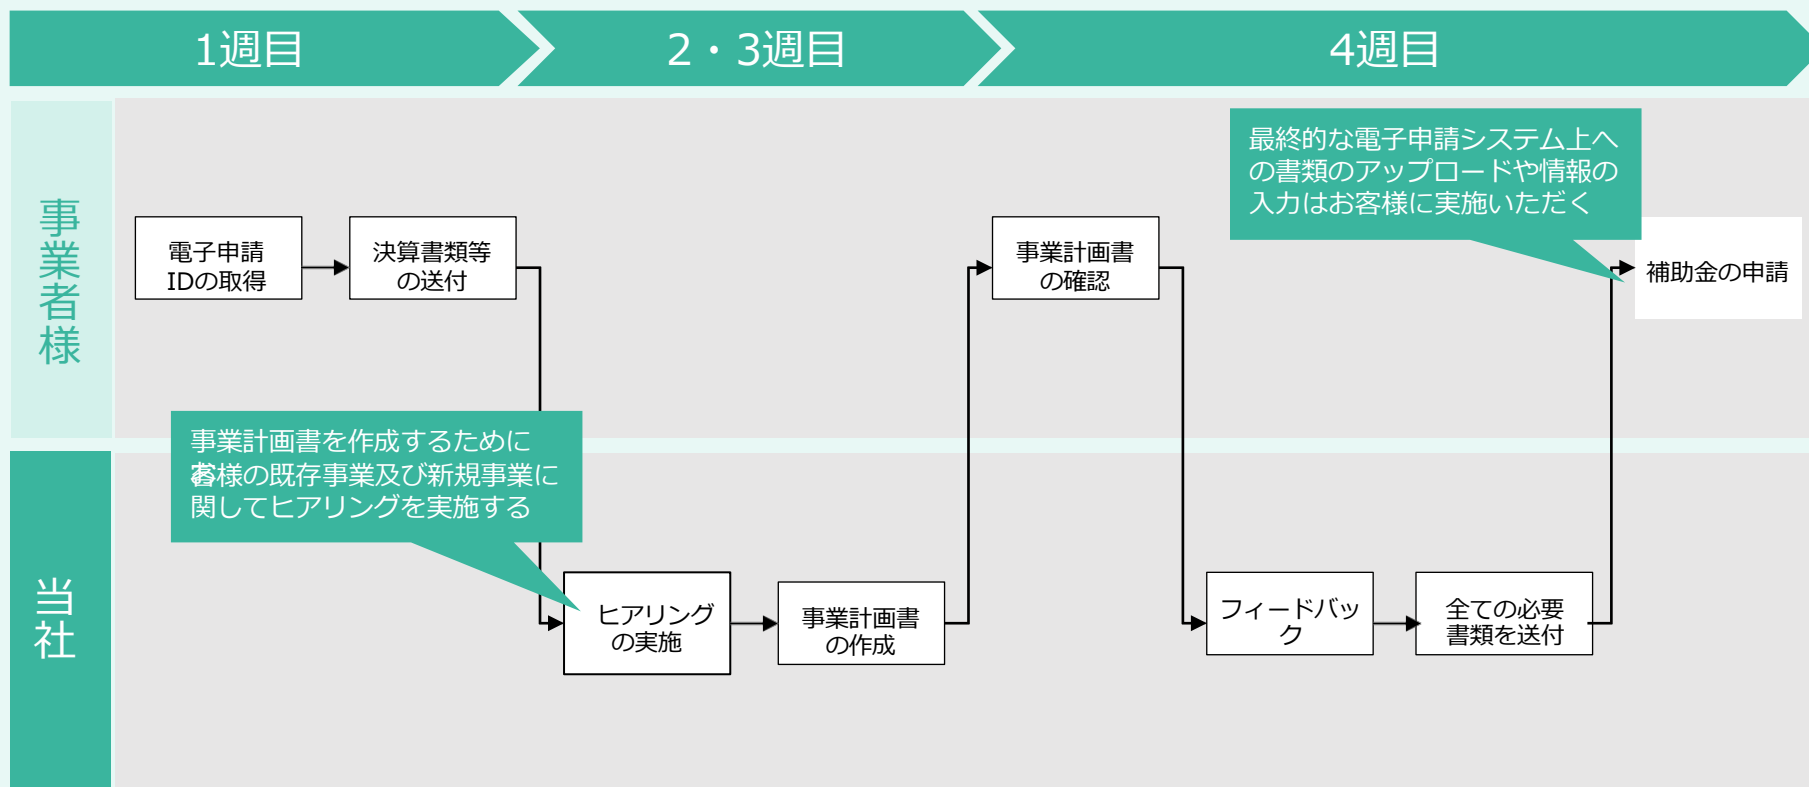 1週目
2・3週目
4週目
事業者様
最終的な電子申請システム上へ
の書類のアップロードや情報の
入力はお客様に実施いただく
電子申請
IDの取得
決算書類等
の送付
事業計画書
の確認
補助金の申請
当社
事業計画書を作成するために
客様の既存事業及び新規事業に
関してヒアリングを実施する
ヒアリング
の実施
事業計画書
の作成
フィードバッ
ク
全ての必要
書類を送付